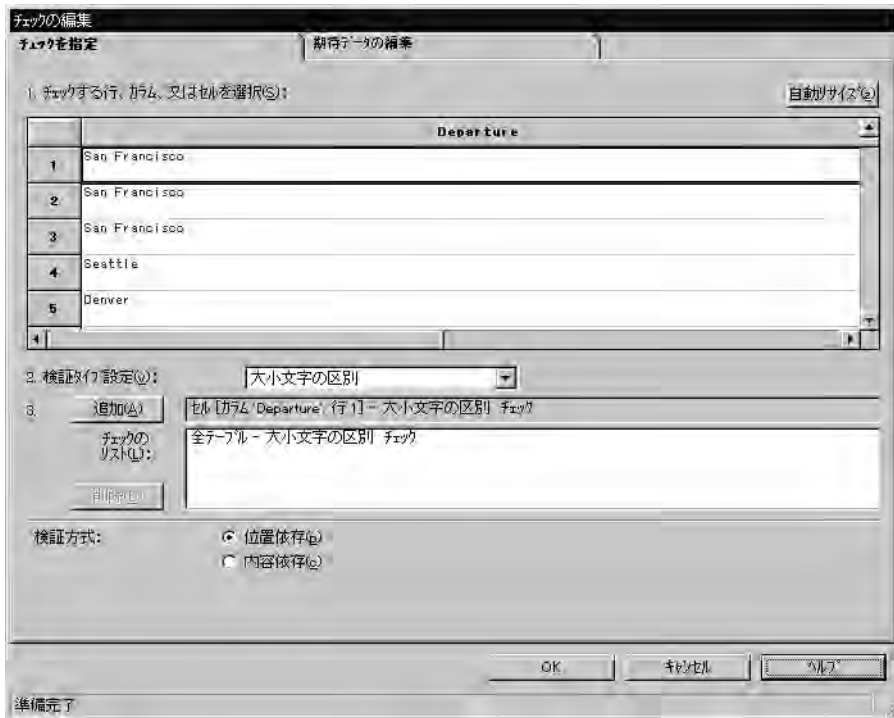 チェックの編集
チェックを指定
期待データの編集
1. チェックする行、カラム、又はセルを選択(S):
自動リサイズ(z)
Departure
1 San Francisco
2 San Francisco
3 San Francisco
4 Seattle
5 Denver
2. 検証タイプ設定(V): 大小文字の区別
3. 追加(A) セル [カラム 'Departure', 行 1] - 大小文字の区別 チェック
チェックの
リスト(L):
全テーブル - 大小文字の区別 チェック
検証方式:
位置依存(p)
内容依存(c)
OK
キャンセル
ヘルプ
準備完了